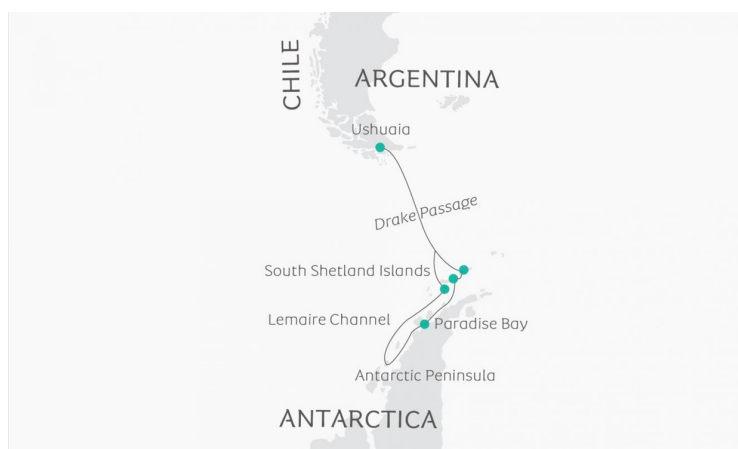 CHILE
ARGENTINA
Ushuaia
Drake Passage
South Shetland Islands
Lemaire Channel
Paradise Bay
Antarctic Peninsula
ANTARCTICA